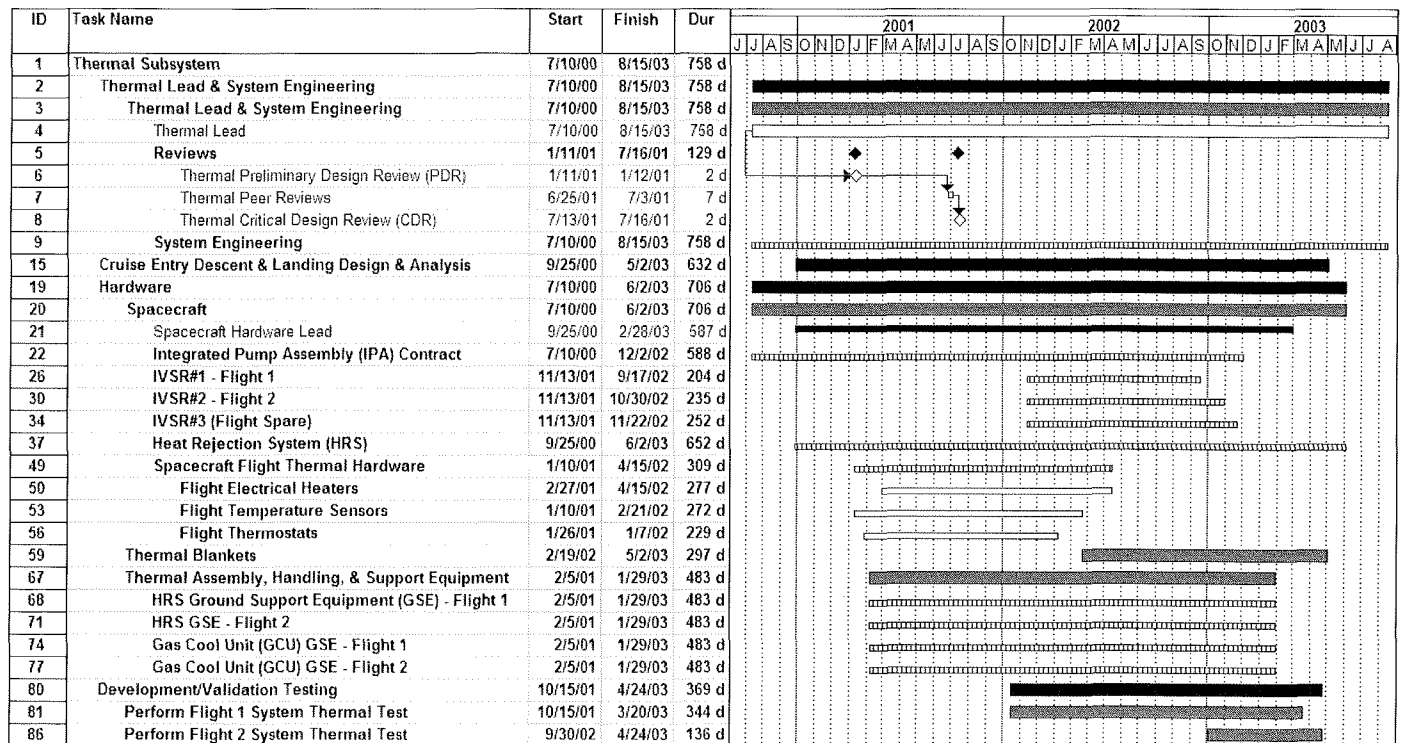 ID Task Name Start Finish Dur 2001 2002 2003
J J A S O N D J F M A M J J A S O N D J F M A M J J A S O N D J F M A M J J A
1 Thermal Subsystem 7/10/00 8/15/03 758 d
2 Thermal Lead & System Engineering 7/10/00 8/15/03 758 d
3 Thermal Lead & System Engineering 7/10/00 8/15/03 758 d
4 Thermal Lead 7/10/00 8/15/03 758 d
5 Reviews 1/11/01 7/16/01 129 d
6 Thermal Preliminary Design Review (PDR) 1/11/01 1/12/01 2 d
7 Thermal Peer Reviews 6/25/01 7/3/01 7 d
8 Thermal Critical Design Review (CDR) 7/13/01 7/16/01 2 d
9 System Engineering 7/10/00 8/15/03 758 d
15 Cruise Entry Descent & Landing Design & Analysis 9/25/00 5/2/03 632 d
19 Hardware 7/10/00 6/2/03 706 d
20 Spacecraft 7/10/00 6/2/03 706 d
21 Spacecraft Hardware Lead 9/25/00 2/28/03 587 d
22 Integrated Pump Assembly (IPA) Contract 7/10/00 12/2/02 588 d
26 IVSR#1 - Flight 1 11/13/01 9/17/02 204 d
30 IVSR#2 - Flight 2 11/13/01 10/30/02 235 d
34 IVSR#3 (Flight Spare) 11/13/01 11/22/02 252 d
37 Heat Rejection System (HRS) 9/25/00 6/2/03 652 d
49 Spacecraft Flight Thermal Hardware 1/10/01 4/15/02 309 d
50 Flight Electrical Heaters 2/27/01 4/15/02 277 d
53 Flight Temperature Sensors 1/10/01 2/21/02 272 d
56 Flight Thermostats 1/26/01 1/7/02 229 d
59 Thermal Blankets 2/19/02 5/2/03 297 d
67 Thermal Assembly, Handling, & Support Equipment 2/5/01 1/29/03 483 d
68 HRS Ground Support Equipment (GSE) - Flight 1 2/5/01 1/29/03 483 d
71 HRS GSE - Flight 2 2/5/01 1/29/03 483 d
74 Gas Cool Unit (GCU) GSE - Flight 1 2/5/01 1/29/03 483 d
77 Gas Cool Unit (GCU) GSE - Flight 2 2/5/01 1/29/03 483 d
80 Development/Validation Testing 10/15/01 4/24/03 369 d
81 Perform Flight 1 System Thermal Test 10/15/01 3/20/03 344 d
86 Perform Flight 2 System Thermal Test 9/30/02 4/24/03 136 d